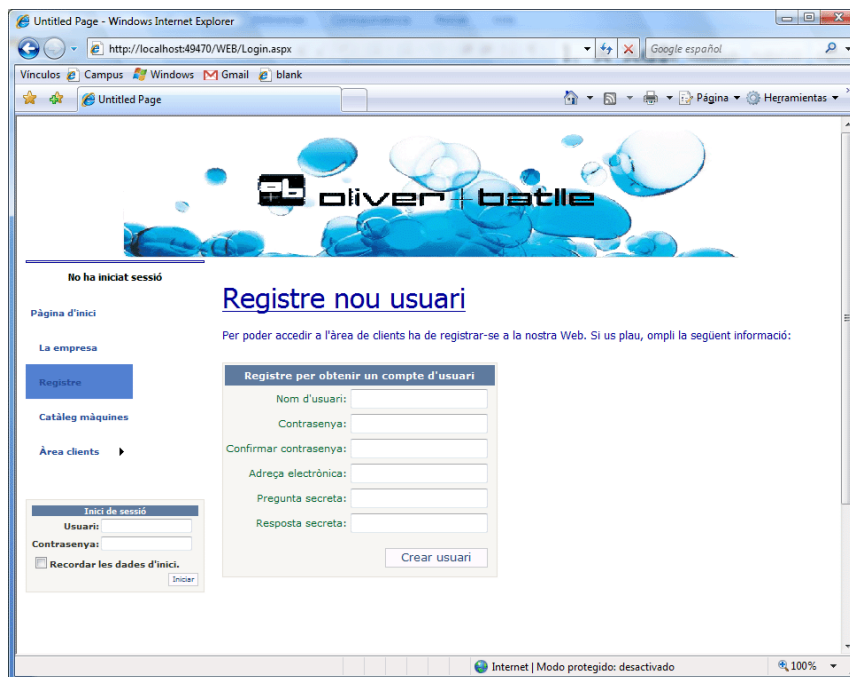 Untitled Page - Windows Internet Explorer
http://localhost:49470/WEB/Login.aspx
Google español
Vínculos Campus Windows Gmail blank
Untitled Page
Página Herramientas
oliver+batlle
No ha iniciat sessió
Pàgina d'inici
La empresa
Registre
Catàleg màquines
Àrea clients
Inici de sessió
Usuari:
Contrasenya:
Recordar les dades d'inici.
Iniciar
Registre nou usuari
Per poder accedir a l'àrea de clients ha de registrar-se a la nostra Web. Si us plau, ompli la següent informació:
Registre per obtenir un compte d'usuari
Nom d'usuari:
Contrasenya:
Confirmar contrasenya:
Adreça electrònica:
Pregunta secreta:
Resposta secreta:
Crear usuari
Internet | Modo protegido: desactivado
100%